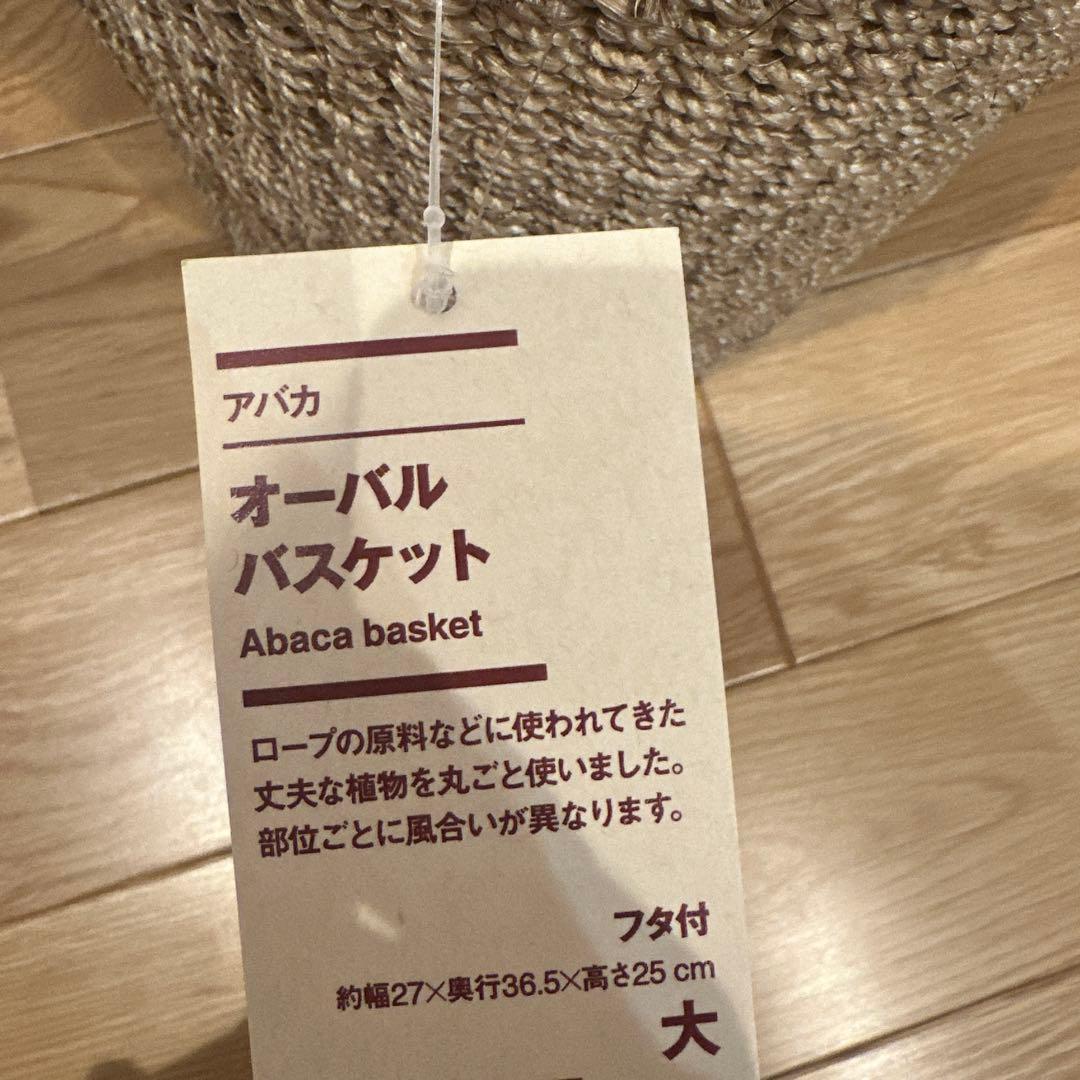 アバカ
オーバル
バスケット
Abaca basket
ロープの原料などに使われてきた
丈夫な植物を丸ごと使いました。
部位ごとに風合いが異なります。
フタ付
約幅27×奥行36.5×高さ25 cm
大